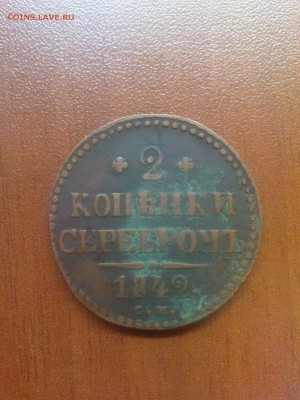 COINS.LAVE.RU
2
КОПѢЙКИ
СЕРЕБРОМЪ
1842.
С.М.